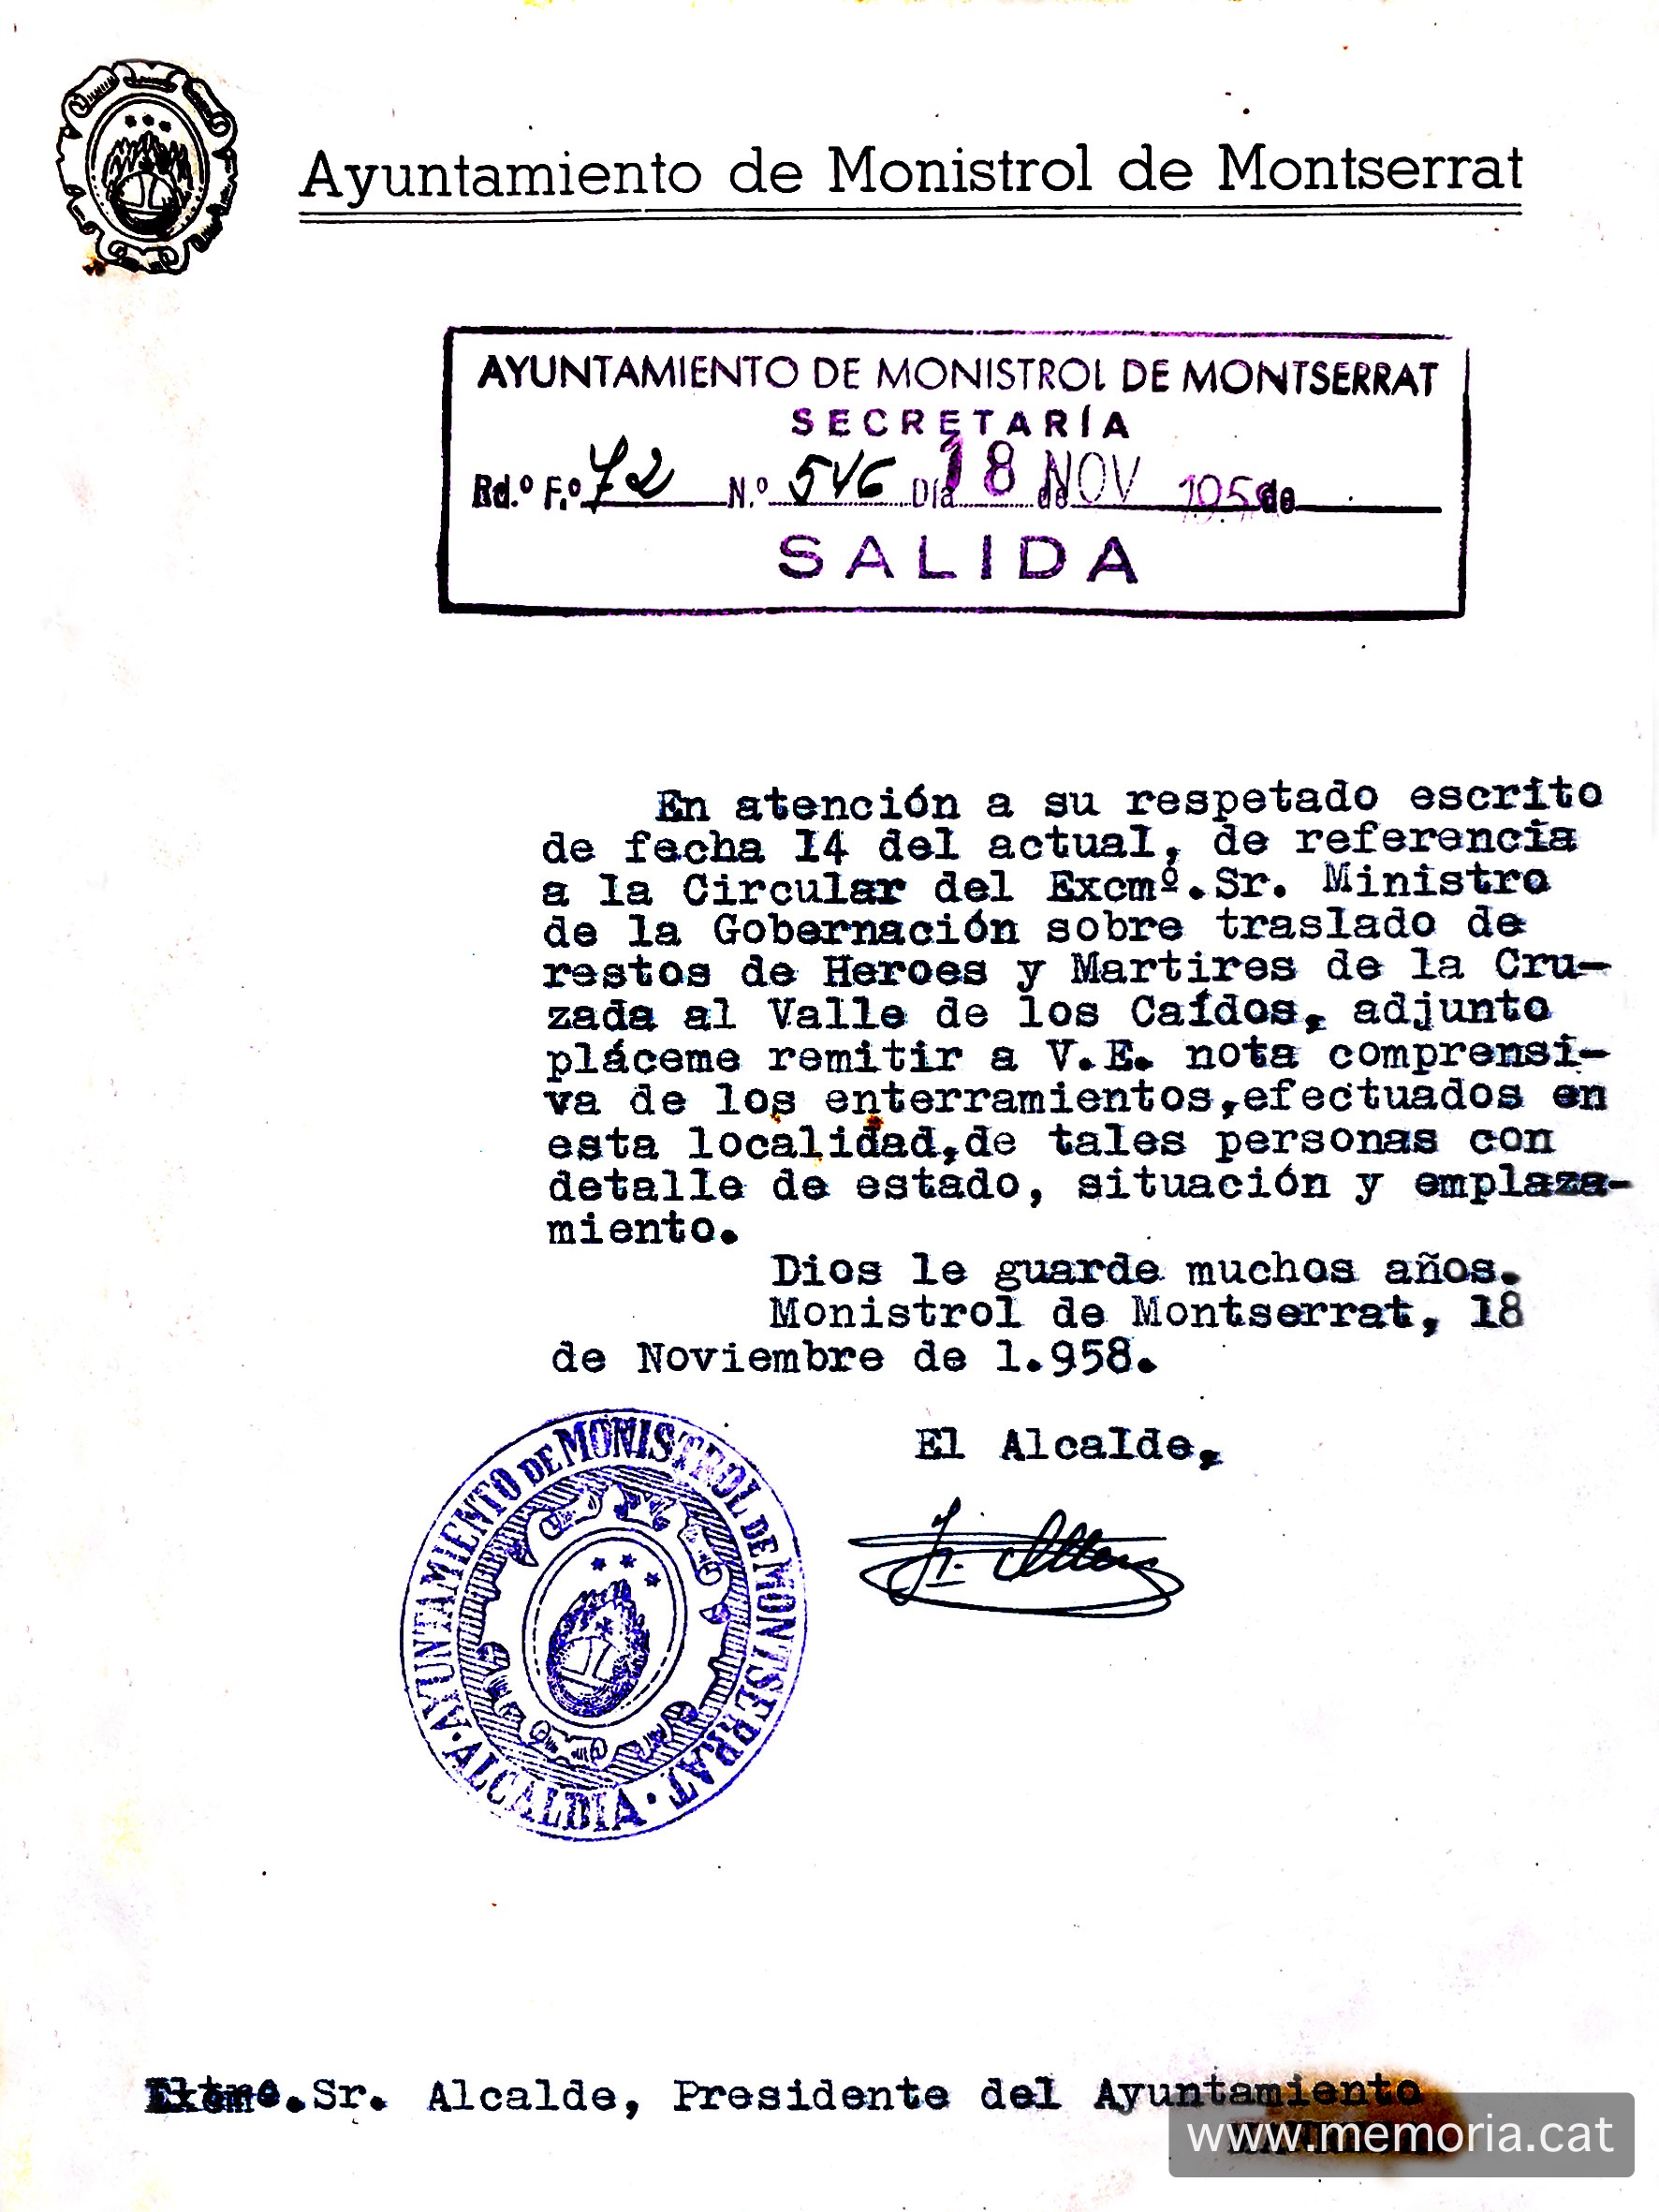 Ayuntamiento de Monistrol de Montserrat
AYUNTAMIENTO DE MONISTROL DE MONTSERRAT
SECRETARÍA
Rd.º F.º 72 N.º 546 Día 18 de NOV 1958 de
SALIDA
En atención a su respetado escrito
de fecha 14 del actual, de referencia
a la Circular del Excmº.Sr. Ministro
de la Gobernación sobre traslado de
restos de Heroes y Martires de la Cru-
zada al Valle de los Caídos, adjunto
pláceme remitir a V.E. nota comprensi-
va de los enterramientos,efectuados en
esta localidad,de tales personas con
detalle de estado, situación y emplaza-
miento.
Dios le guarde muchos años.
Monistrol de Montserrat, 18
de Noviembre de 1.958.
El Alcalde,
AYUNTAMIENTO DE MONISTROL DE MONTSERRAT · ALCALDIA ·
Sr. Alcalde, Presidente del Ayuntamiento
www.memoria.cat